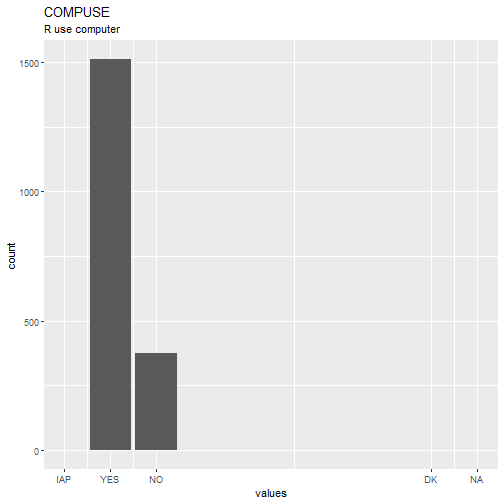 COMPUSE
R use computer
1500
1000
500
0
count
IAP YES NO DK NA
values